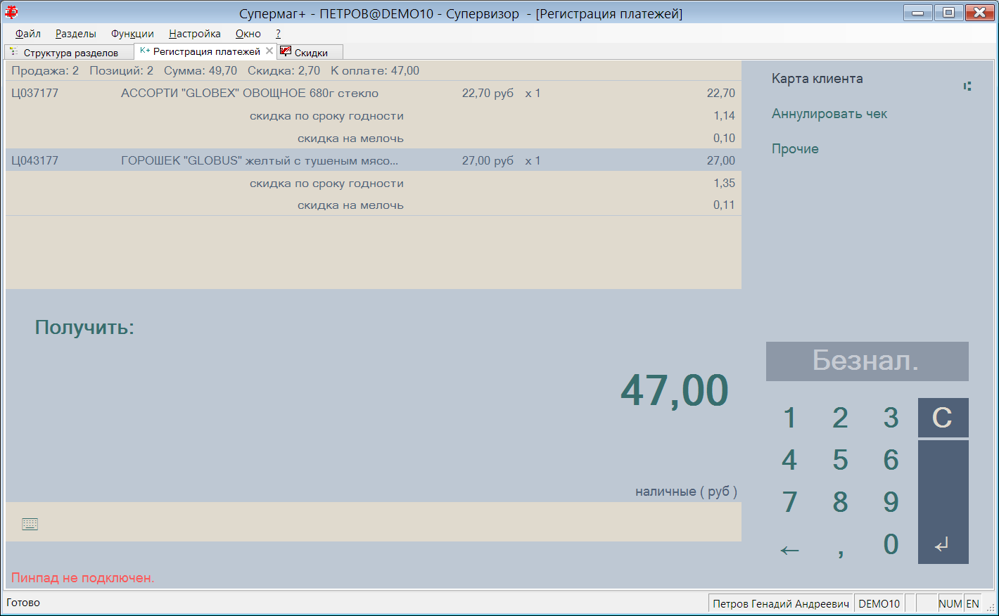 Супермаг+ - ПЕТРОВ@DEMO10 - Супервизор - [Регистрация платежей]
Файл Разделы Функции Настройка Окно ?
Структура разделов К+ Регистрация платежей Скидки
Продажа: 2 Позиций: 2 Сумма: 49,70 Скидка: 2,70 К оплате: 47,00
Ц037177 АССОРТИ "GLOBEX" ОВОЩНОЕ 680г стекло 22,70 руб x 1 22,70
скидка по сроку годности 1,14
скидка на мелочь 0,10
Ц043177 ГОРОШЕК "GLOBUS" желтый с тушеным мясо... 27,00 руб x 1 27,00
скидка по сроку годности 1,35
скидка на мелочь 0,11
Карта клиента
Аннулировать чек
Прочие
Получить:
47,00
наличные ( руб )
Безнал.
1 2 3 C
4 5 6
7 8 9
← , 0 ↵
Пинпад не подключен.
Готово Петров Генадий Андреевич DEMO10 NUM EN